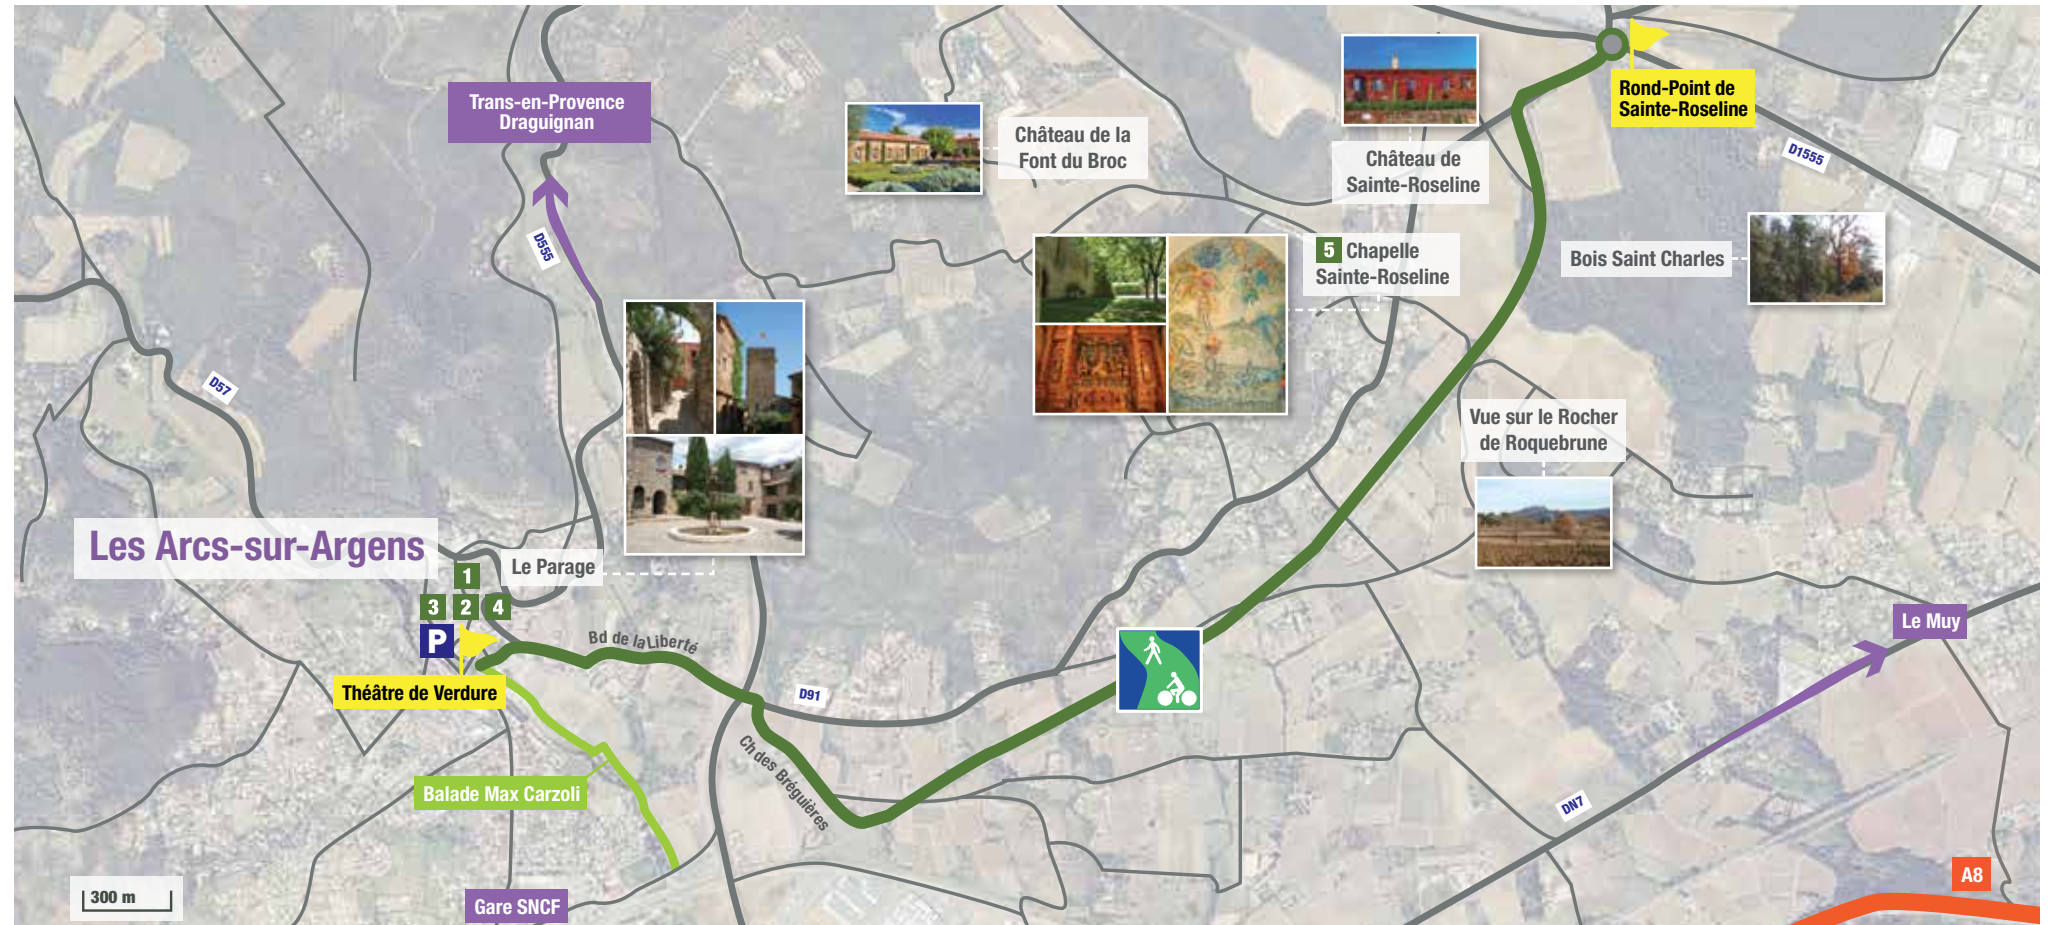 Trans-en-Provence
Draguignan
D555
D57
Château de la
Font du Broc
Château de
Sainte-Roseline
Rond-Point de
Sainte-Roseline
D1555
5 Chapelle
Sainte-Roseline
Bois Saint Charles
Vue sur le Rocher
de Roquebrune
Les Arcs-sur-Argens
Le Parage
1
3 2 4
P
Théâtre de Verdure
Bd de la Liberté
D91
Ch des Bréguières
Balade Max Carzoli
Le Muy
DN7
A8
300 m
Gare SNCF